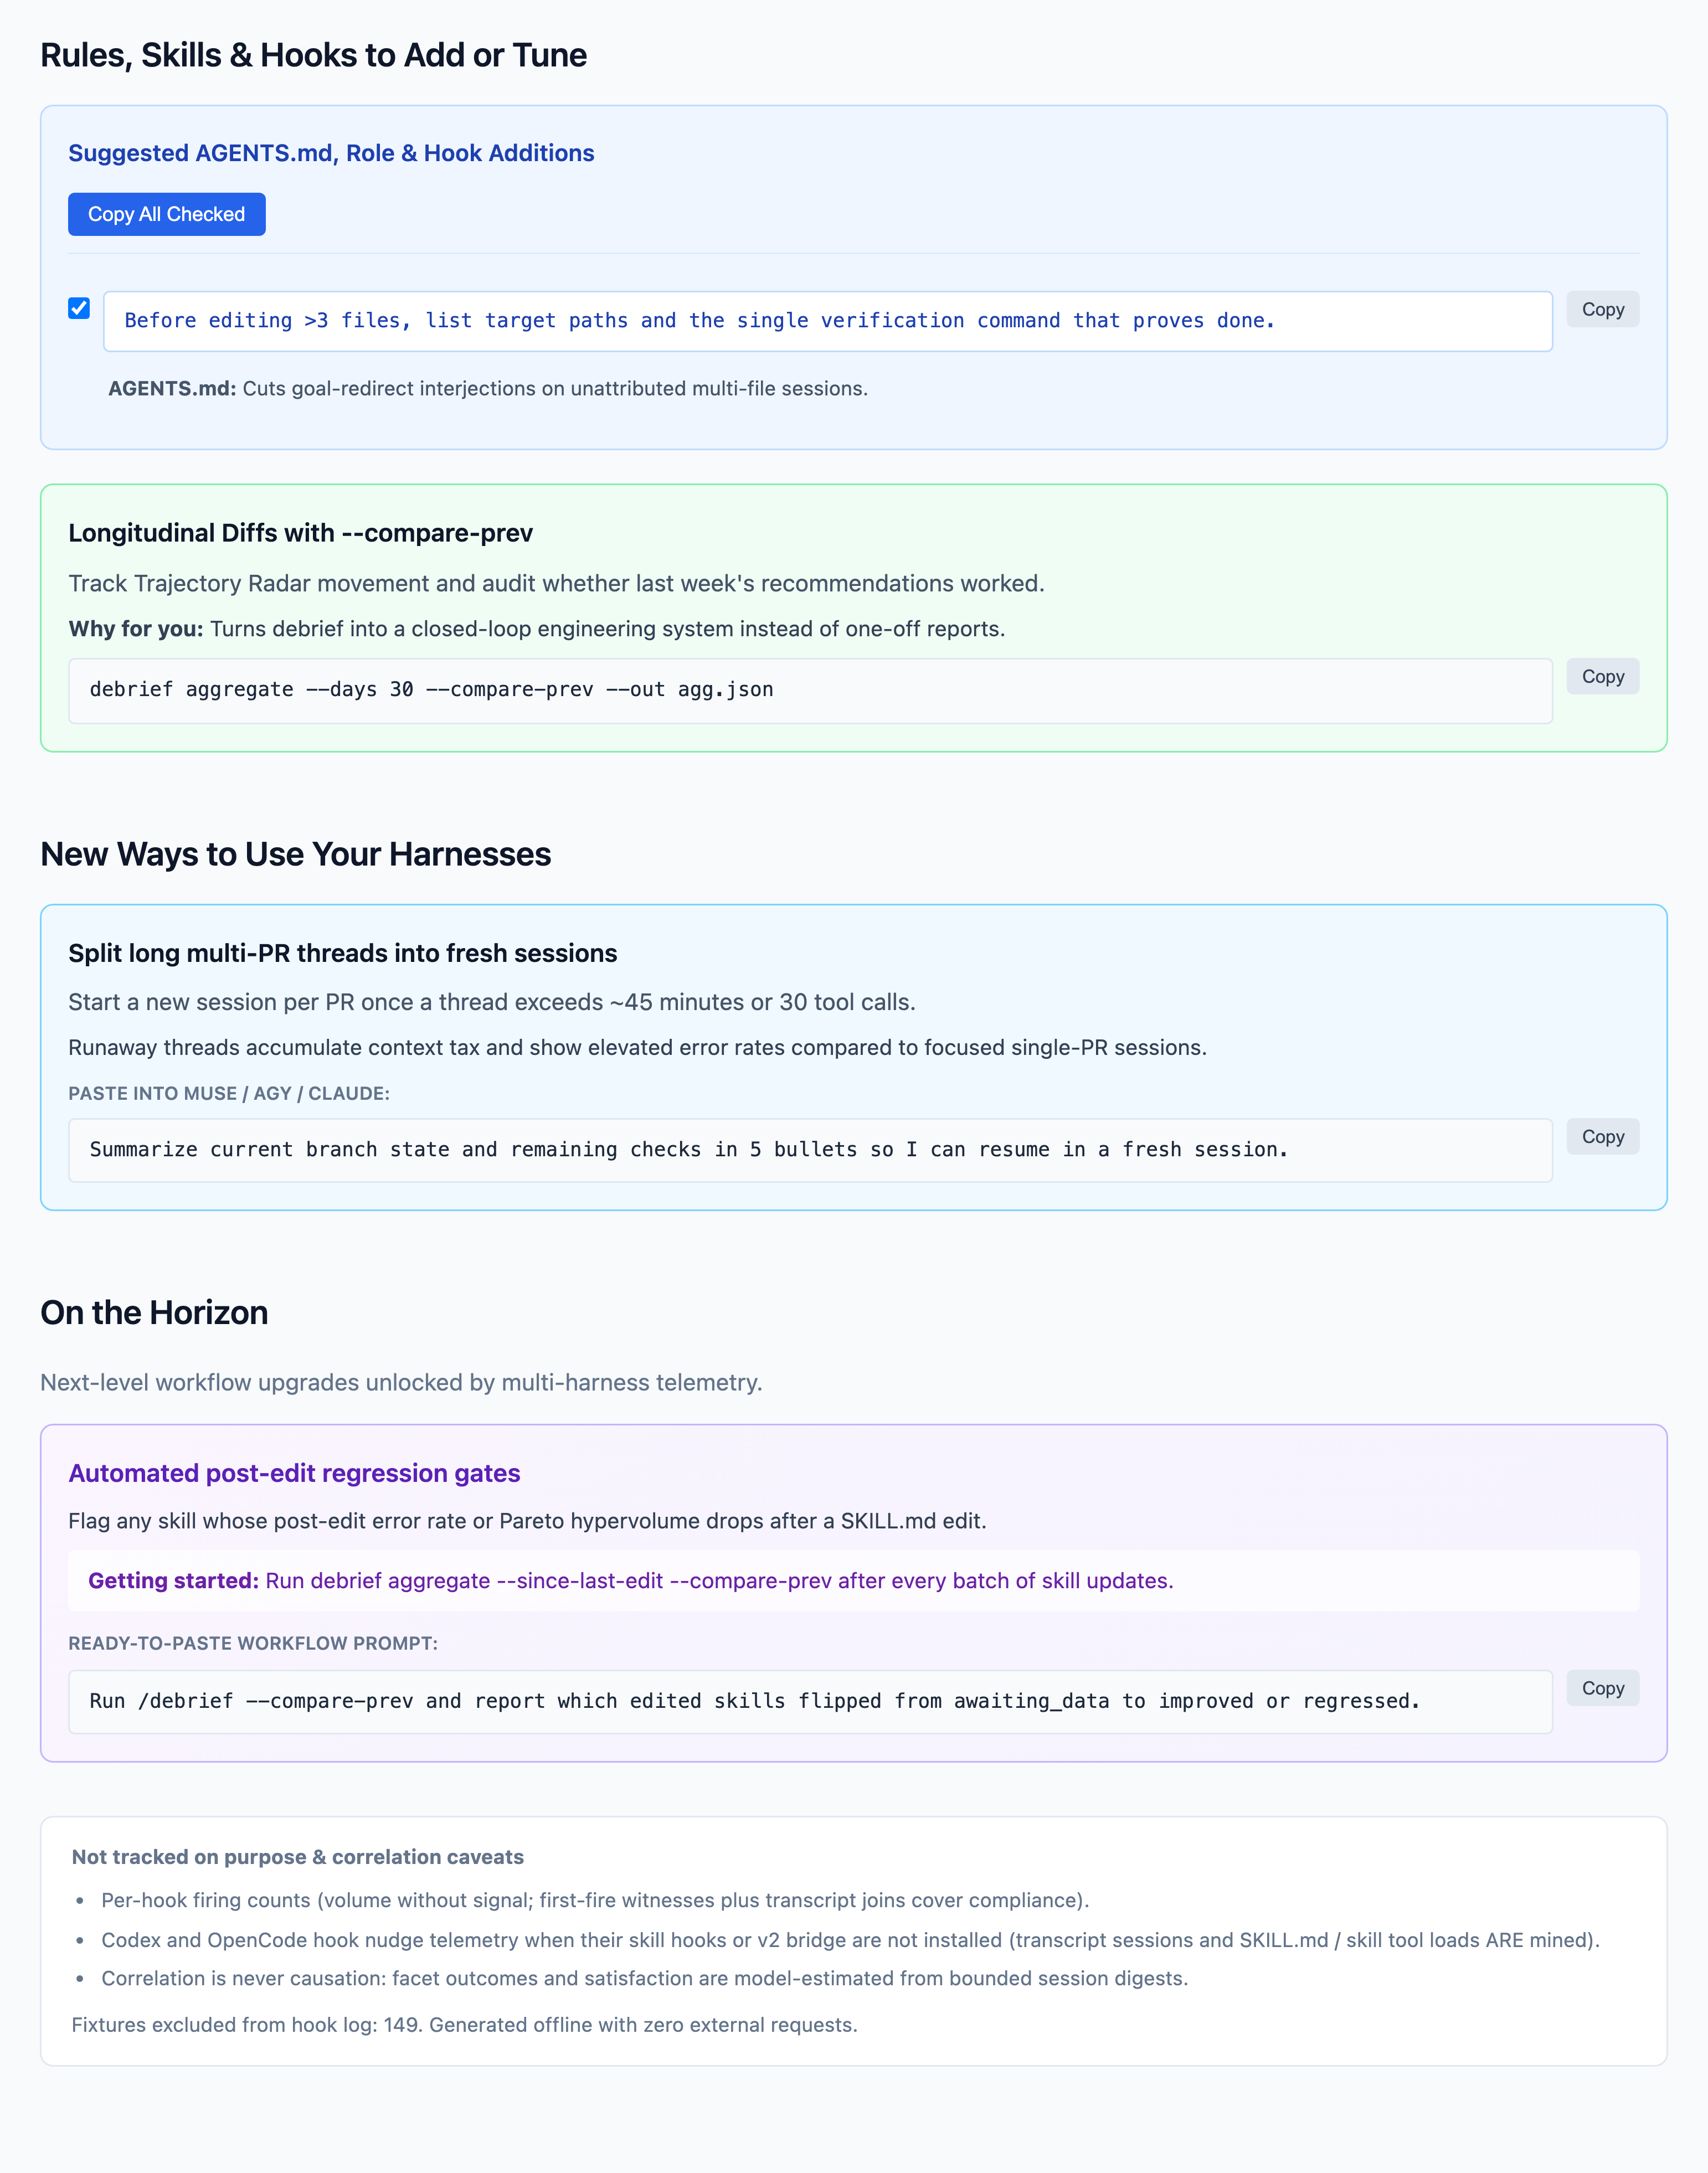 Rules, Skills & Hooks to Add or Tune
Suggested AGENTS.md, Role & Hook Additions
Copy All Checked
Before editing >3 files, list target paths and the single verification command that proves done.
Copy
AGENTS.md: Cuts goal-redirect interjections on unattributed multi-file sessions.
Longitudinal Diffs with --compare-prev
Track Trajectory Radar movement and audit whether last week's recommendations worked.
Why for you: Turns debrief into a closed-loop engineering system instead of one-off reports.
debrief aggregate --days 30 --compare-prev --out agg.json
Copy
New Ways to Use Your Harnesses
Split long multi-PR threads into fresh sessions
Start a new session per PR once a thread exceeds ~45 minutes or 30 tool calls.
Runaway threads accumulate context tax and show elevated error rates compared to focused single-PR sessions.
PASTE INTO MUSE / AGY / CLAUDE:
Summarize current branch state and remaining checks in 5 bullets so I can resume in a fresh session.
Copy
On the Horizon
Next-level workflow upgrades unlocked by multi-harness telemetry.
Automated post-edit regression gates
Flag any skill whose post-edit error rate or Pareto hypervolume drops after a SKILL.md edit.
Getting started: Run debrief aggregate --since-last-edit --compare-prev after every batch of skill updates.
READY-TO-PASTE WORKFLOW PROMPT:
Run /debrief --compare-prev and report which edited skills flipped from awaiting_data to improved or regressed.
Copy
Not tracked on purpose & correlation caveats
• Per-hook firing counts (volume without signal; first-fire witnesses plus transcript joins cover compliance).
• Codex and OpenCode hook nudge telemetry when their skill hooks or v2 bridge are not installed (transcript sessions and SKILL.md / skill tool loads ARE mined).
• Correlation is never causation: facet outcomes and satisfaction are model-estimated from bounded session digests.
Fixtures excluded from hook log: 149. Generated offline with zero external requests.